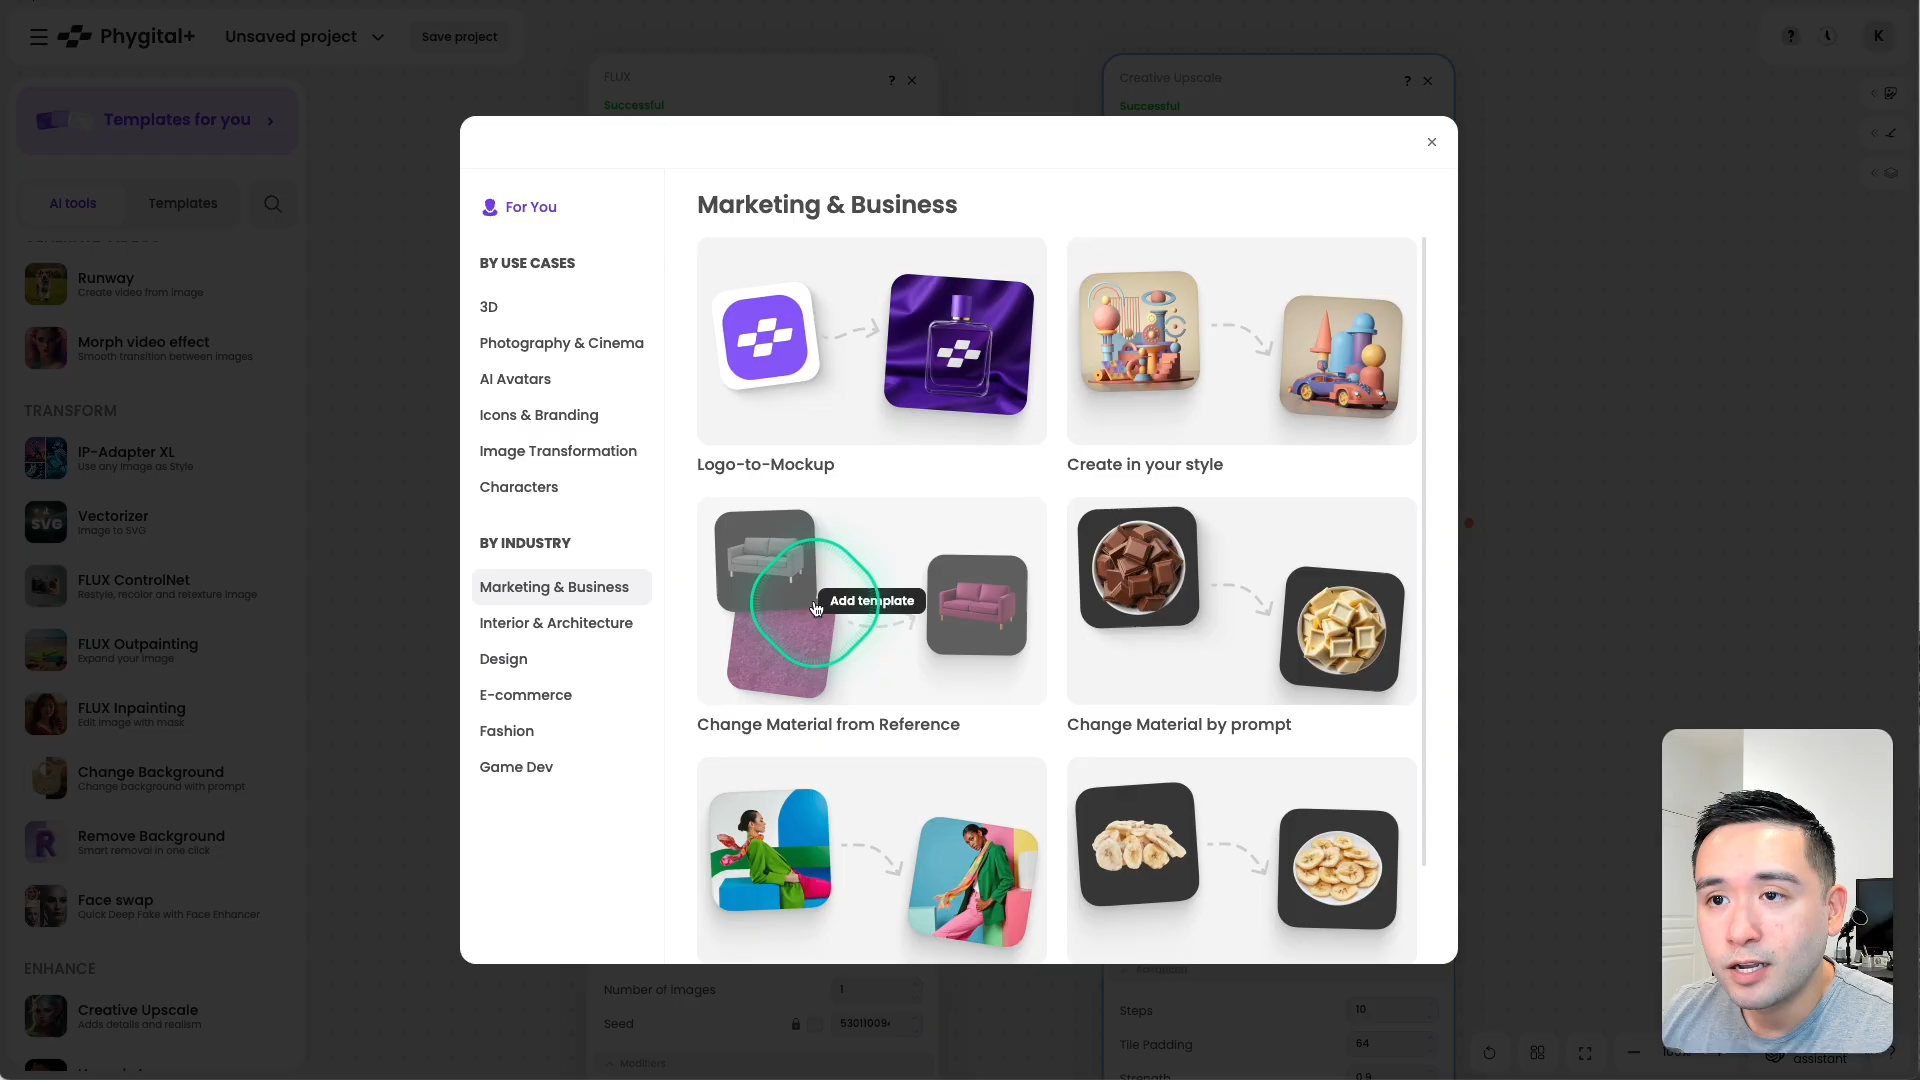 Phygital+
Unsaved project
Save project
?
K
Templates for you
AI tools
Templates
Runway
Create video from image
Morph video effect
Smooth transition between images
TRANSFORM
IP-Adapter XL
Use any image as Style
SVG
Vectorizer
Image to SVG
FLUX ControlNet
Restyle, recolor and retexture image
FLUX Outpainting
Expand your image
FLUX Inpainting
Edit image with mask
Change Background
Change background with prompt
Remove Background
Smart removal in one click
Face swap
Quick Deep Fake with Face Enhancer
ENHANCE
Creative Upscale
Adds details and realism
FLUX
?
Successful
Creative Upscale
?
Successful
For You
BY USE CASES
3D
Photography & Cinema
AI Avatars
Icons & Branding
Image Transformation
Characters
BY INDUSTRY
Marketing & Business
Interior & Architecture
Design
E-commerce
Fashion
Game Dev
Marketing & Business
Logo-to-Mockup
Create in your style
Add template
Change Material from Reference
Change Material by prompt
Number of images
1
Seed
53011009
Modifiers
Advanced
Steps
10
Tile Padding
64
Strength
0.9
assistant